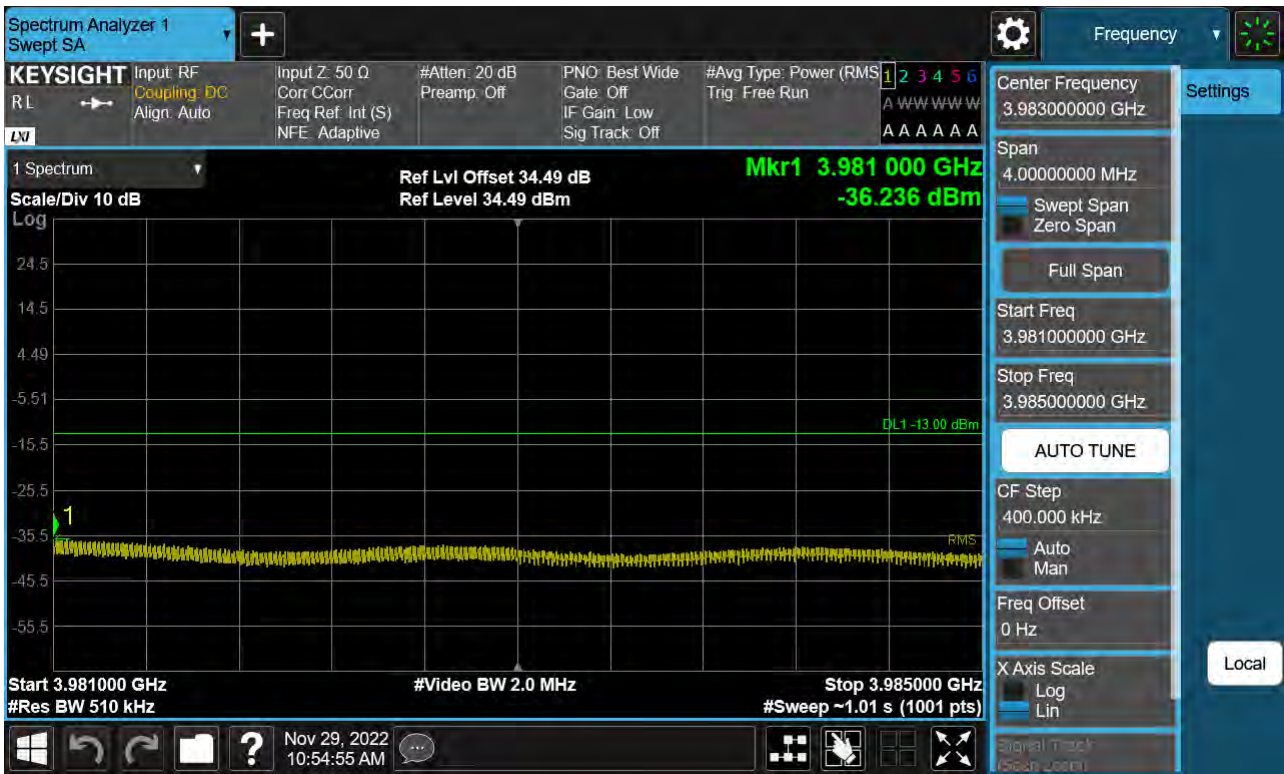 Spectrum Analyzer 1
Swept SA
+
Frequency
KEYSIGHT
RL
LXI
Input: RF
Coupling: DC
Align: Auto
Input Z: 50 Ω
Corr CCorr
Freq Ref: Int (S)
NFE: Adaptive
#Atten: 20 dB
Preamp: Off
PNO: Best Wide
Gate: Off
IF Gain: Low
Sig Track: Off
#Avg Type: Power (RMS
Trig: Free Run
1 2 3 4 5 6
A W W W W W
A A A A A A
1 Spectrum
Scale/Div 10 dB
Log
Ref Lvl Offset 34.49 dB
Ref Level 34.49 dBm
Mkr1 3.981 000 GHz
-36.236 dBm
24.5
14.5
4.49
-5.51
DL1 -13.00 dBm
-15.5
-25.5
1
-35.5
RMS
-45.5
-55.5
Start 3.981000 GHz
#Res BW 510 kHz
#Video BW 2.0 MHz
Stop 3.985000 GHz
#Sweep ~1.01 s (1001 pts)
Center Frequency
3.983000000 GHz
Settings
Span
4.00000000 MHz
Swept Span
Zero Span
Full Span
Start Freq
3.981000000 GHz
Stop Freq
3.985000000 GHz
AUTO TUNE
CF Step
400.000 kHz
Auto
Man
Freq Offset
0 Hz
X Axis Scale
Log
Lin
Local
Signal Track
(Span Zoom)
?
Nov 29, 2022
10:54:55 AM